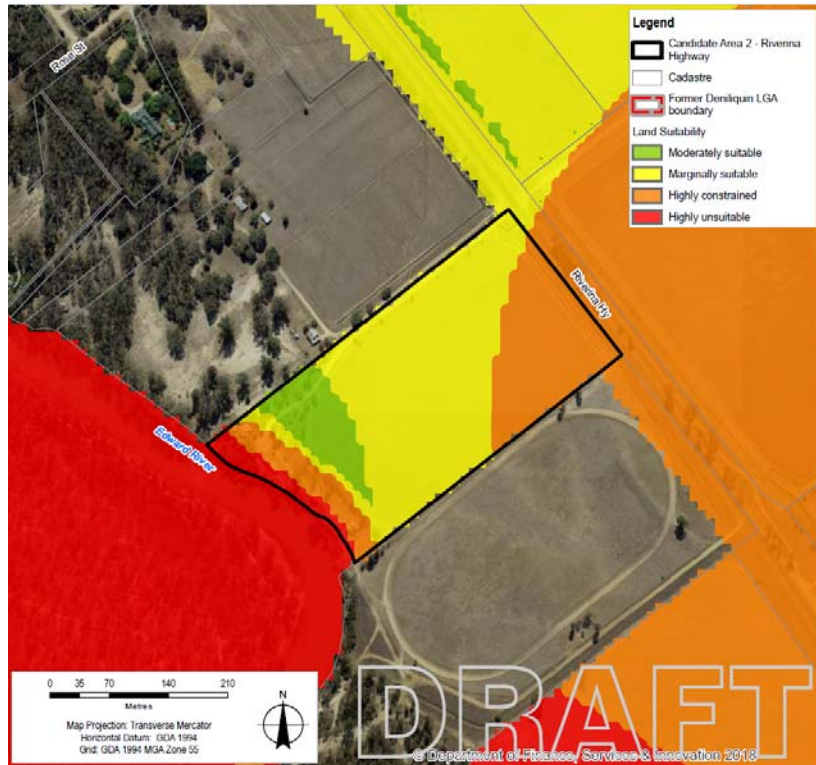 Legend
Candidate Area 2 - Riverina
Highway
Cadastre
Former Deniliquin LGA
boundary
Land Suitability
Moderately suitable
Marginally suitable
Highly constrained
Highly unsuitable
Rose St
Riverina Hy
Edward River
0 35 70 140 210
Metres
Map Projection: Transverse Mercator
Horizontal Datum: GDA 1994
Grid: GDA 1994 MGA Zone 55
N
DRAFT
© Department of Finance, Services & Innovation 2018